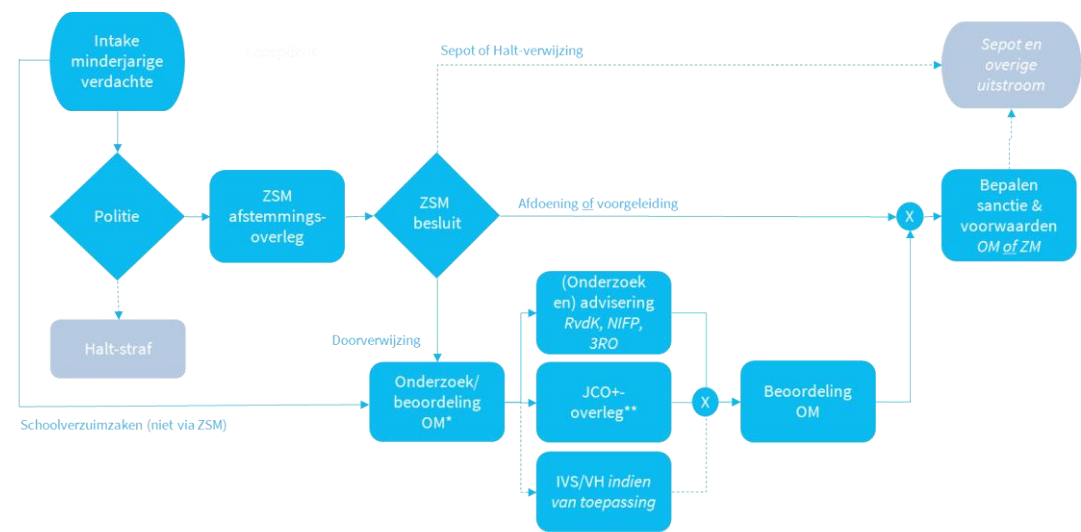 Intake
minderjarige
verdachte
Sepot of Halt-verwijzing
Sepot en
overige
uitstroom
Politie
ZSM
afstemmings-
overleg
ZSM
besluit
Afdoening of voorgeleiding
X
Bepalen
sanctie &
voorwaarden
OM of ZM
Halt-straf
Doorverwijzing
(Onderzoek
en) advisering
RvdK, NIFP,
3RO
Onderzoek/
beoordeling
OM*
JCO+-
overleg**
X
Beoordeling
OM
Schoolverzuimzaken (niet via ZSM)
IVS/VH indien
van toepassing